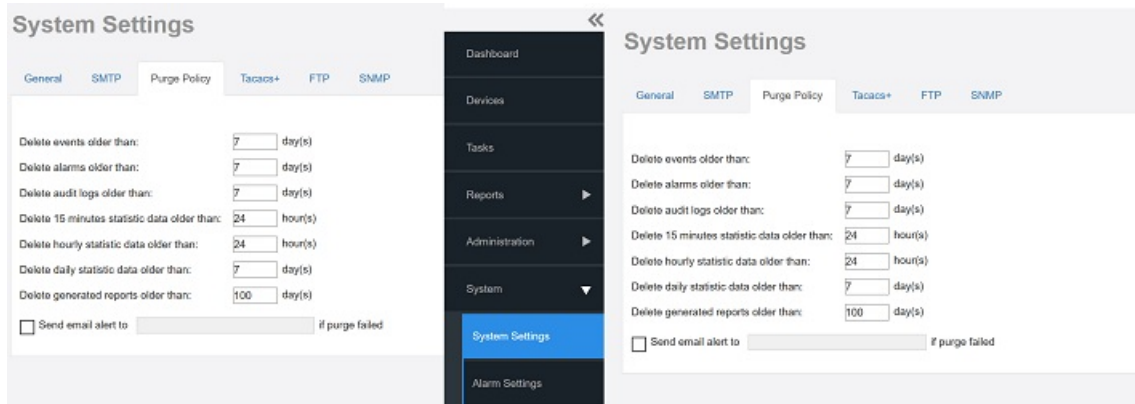 System Settings
General SMTP Purge Policy Tacacs+ FTP SNMP
Delete events older than: 7 day(s)
Delete alarms older than: 7 day(s)
Delete audit logs older than: 7 day(s)
Delete 15 minutes statistic data older than: 24 hour(s)
Delete hourly statistic data older than: 24 hour(s)
Delete daily statistic data older than: 7 day(s)
Delete generated reports older than: 100 day(s)
Send email alert to if purge failed
Dashboard
Devices
Tasks
Reports
Administration
System
System Settings
Alarm Settings
System Settings
General SMTP Purge Policy Tacacs+ FTP SNMP
Delete events older than: 7 day(s)
Delete alarms older than: 7 day(s)
Delete audit logs older than: 7 day(s)
Delete 15 minutes statistic data older than: 24 hour(s)
Delete hourly statistic data older than: 24 hour(s)
Delete daily statistic data older than: 7 day(s)
Delete generated reports older than: 100 day(s)
Send email alert to if purge failed